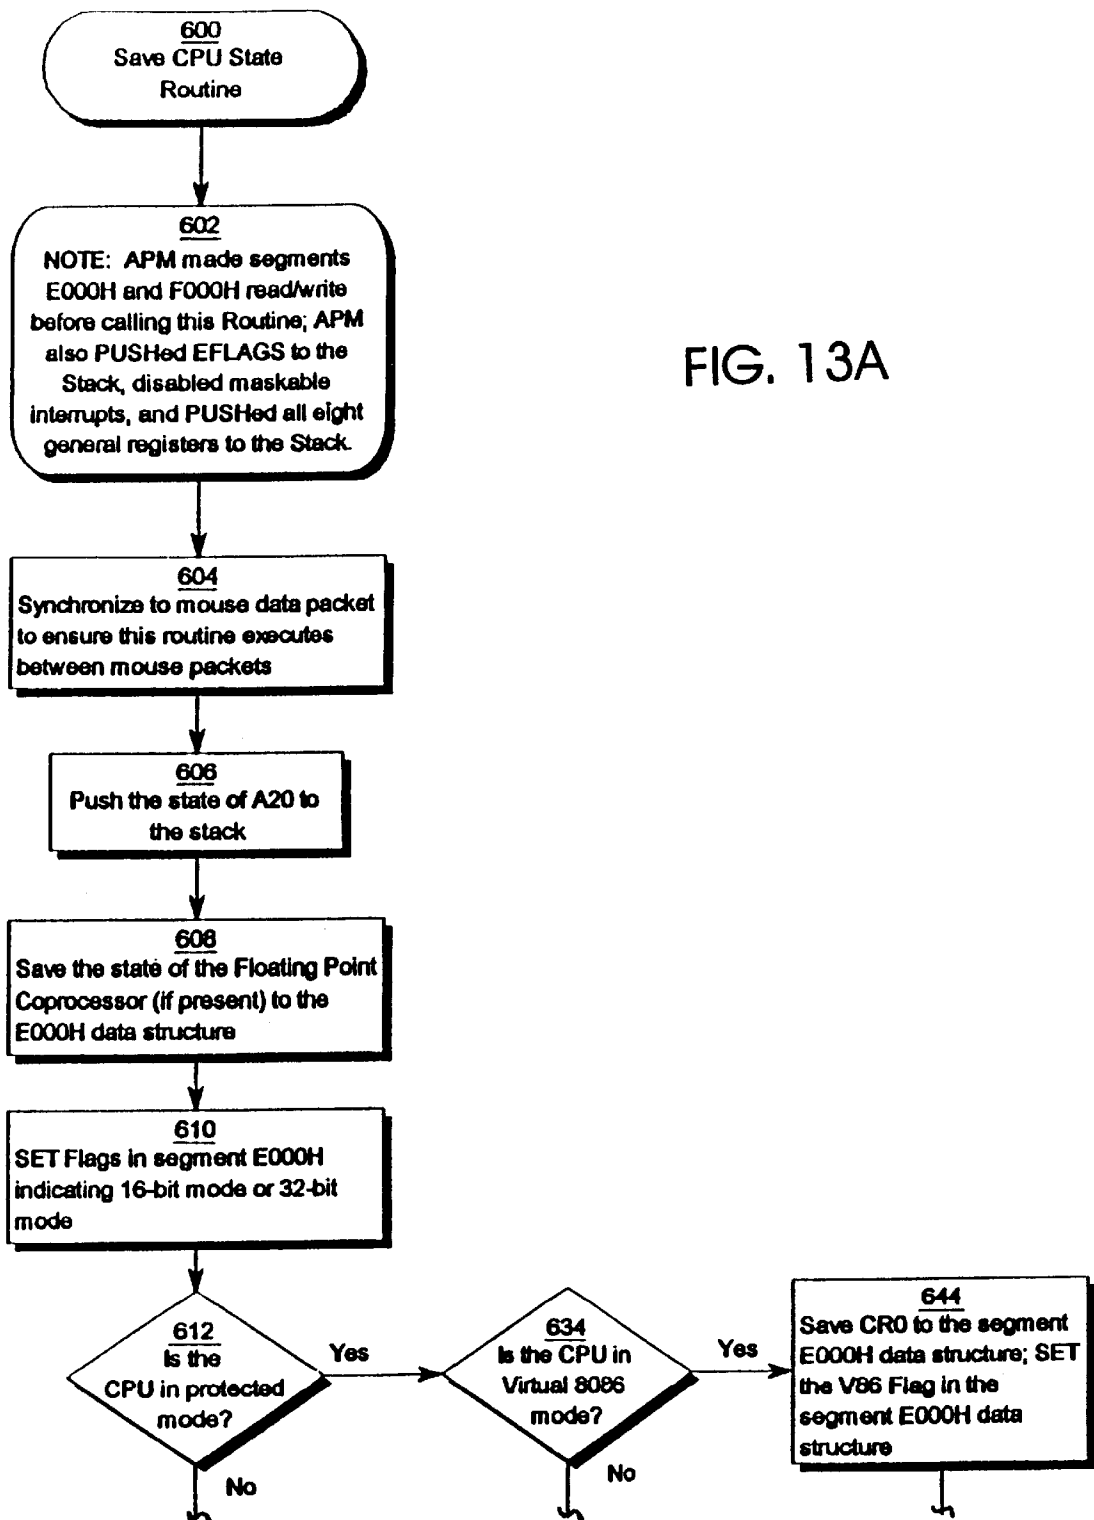 600
Save CPU State
Routine
602
NOTE: APM made segments
E000H and F000H read/write
before calling this Routine; APM
also PUSHed EFLAGS to the
Stack, disabled maskable
interrupts, and PUSHed all eight
general registers to the Stack.
FIG. 13A
604
Synchronize to mouse data packet
to ensure this routine executes
between mouse packets
606
Push the state of A20 to
the stack
608
Save the state of the Floating Point
Coprocessor (if present) to the
E000H data structure
610
SET Flags in segment E000H
indicating 16-bit mode or 32-bit
mode
612
Is the
CPU in protected
mode?
Yes
No
634
Is the CPU in
Virtual 8086
mode?
Yes
No
644
Save CR0 to the segment
E000H data structure; SET
the V86 Flag in the
segment E000H data
structure